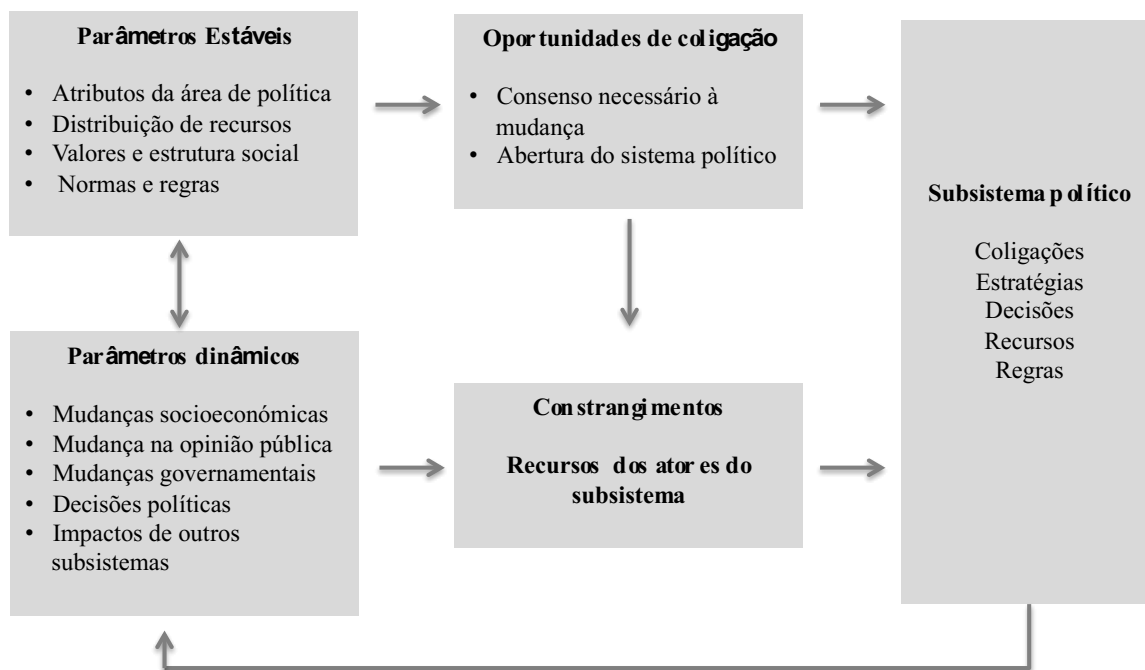 Parâmetros Estáveis
• Atributos da área de política
• Distribuição de recursos
• Valores e estrutura social
• Normas e regras
Oportunidades de coligação
• Consenso necessário à
mudança
• Abertura do sistema político
Subsistema político
Coligações
Estratégias
Decisões
Recursos
Regras
Parâmetros dinâmicos
• Mudanças socioeconómicas
• Mudança na opinião pública
• Mudanças governamentais
• Decisões políticas
• Impactos de outros
subsistemas
Constrangimentos
Recursos dos atores do
subsistema